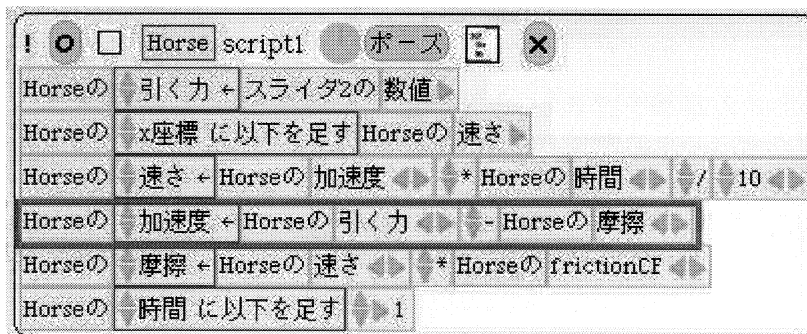 ! O □ Horse script1 ポーズ ×
Horseの 引く力 ← スライダ2の 数値
Horseの x座標 に以下を足す Horseの 速さ
Horseの 速さ ← Horseの 加速度 * Horseの 時間 / 10
Horseの 加速度 ← Horseの 引く力 - Horseの 摩擦
Horseの 摩擦 ← Horseの 速さ * Horseの frictionCF
Horseの 時間 に以下を足す 1